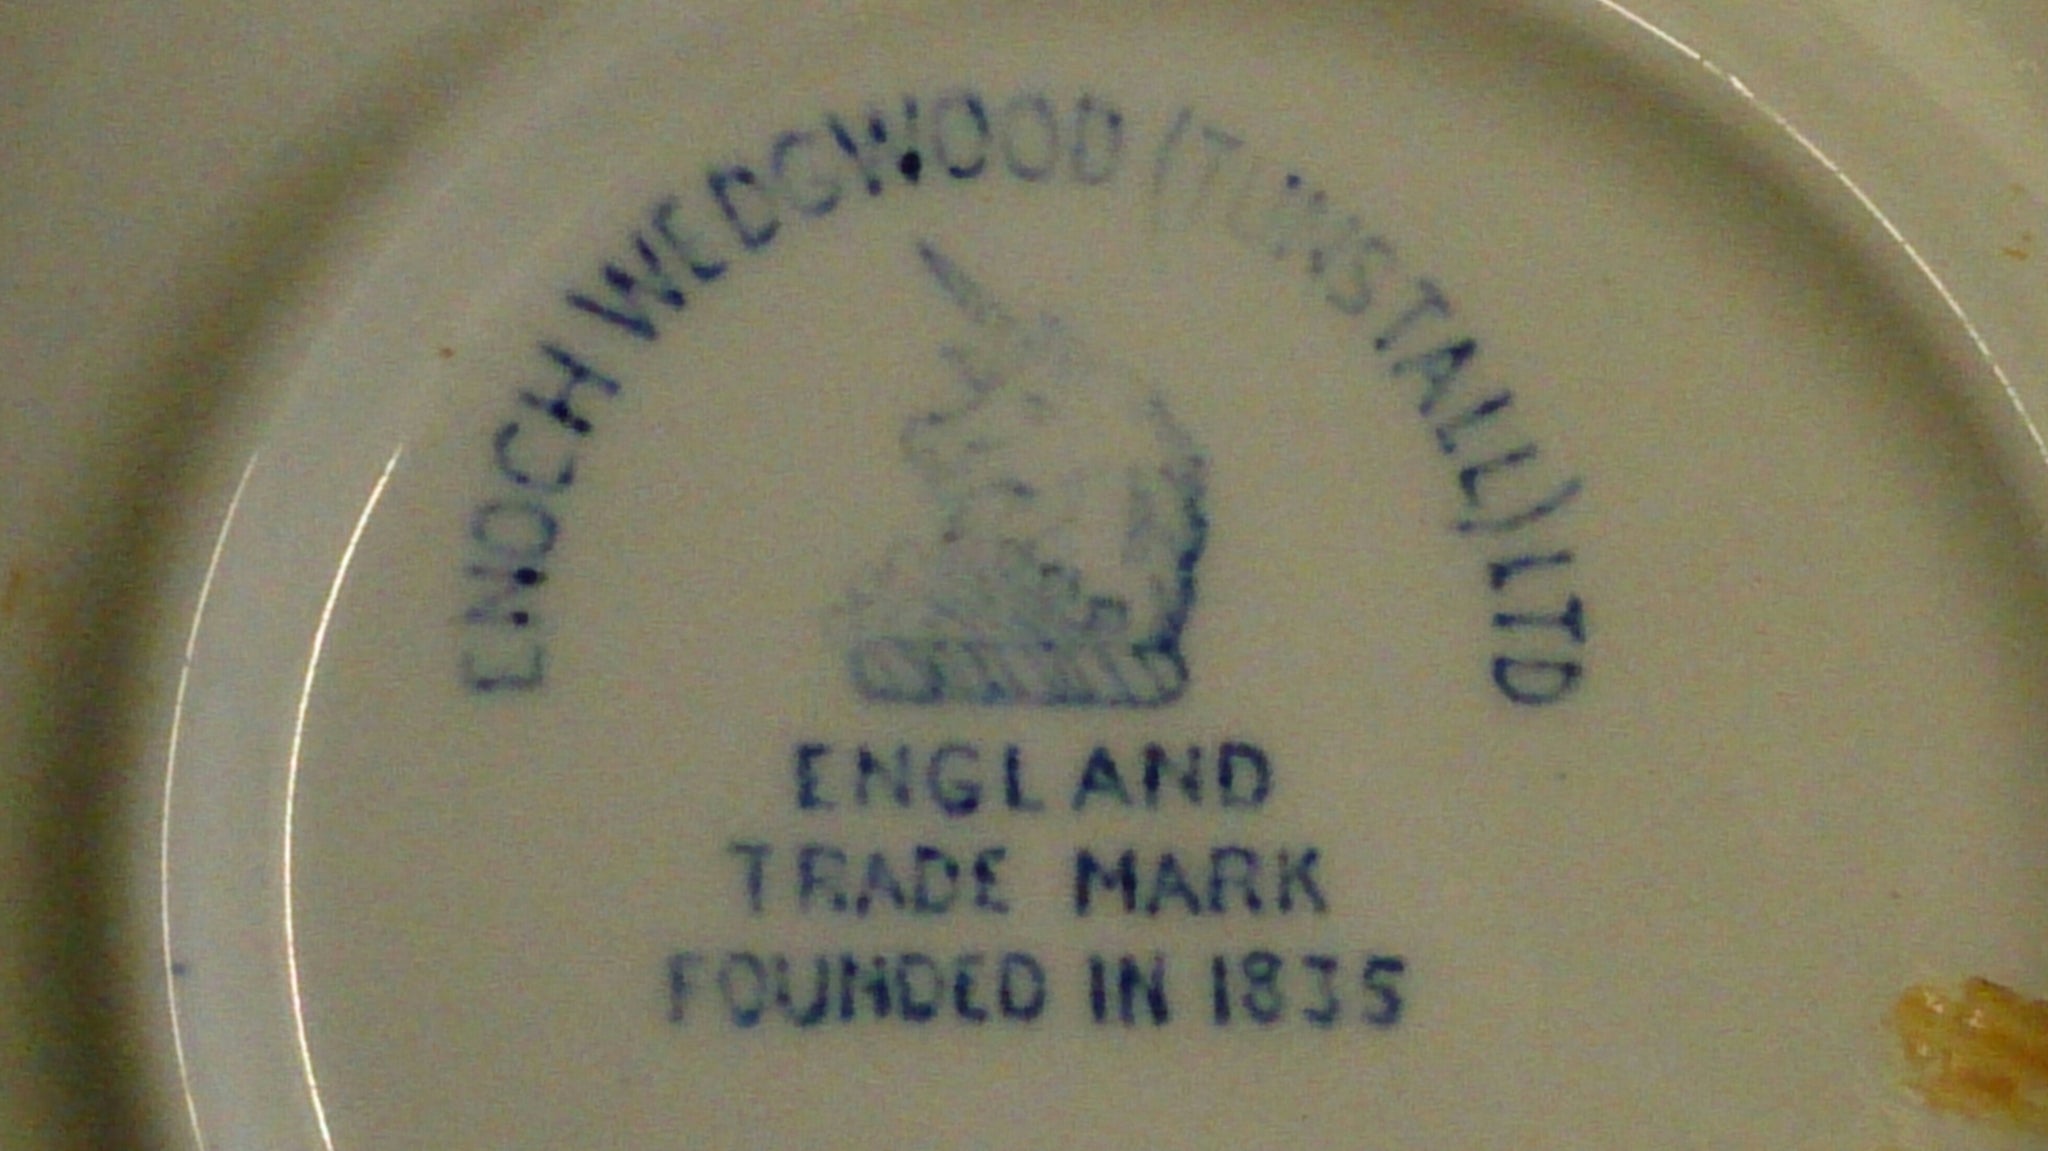 ENOCH WEDGWOOD (TUNSTALL) LTD
ENGLAND
TRADE MARK
FOUNDED IN 1835